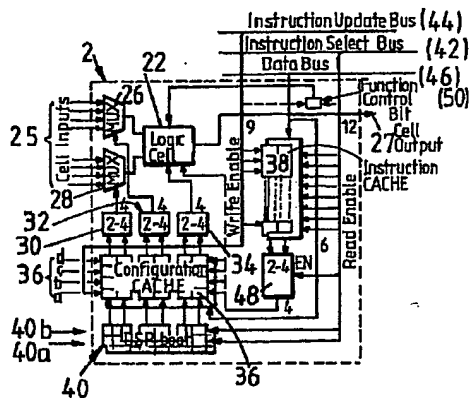 Instruction Update Bus (44)
Instruction Select Bus (42)
Data Bus (46)
2
22
26
MUX
Function Control Bit (50)
25
Cell Inputs
Logic Cell
9
12
27
Cell Output
MUX
28
Write Enable
38
Instruction CACHE
Read Enable
32
4
4
4
30
2-4
2-4
2-4
34
6
36
d
c
b
a
Configuration CACHE
2-4
EN
48
4
40b
40a
40
36